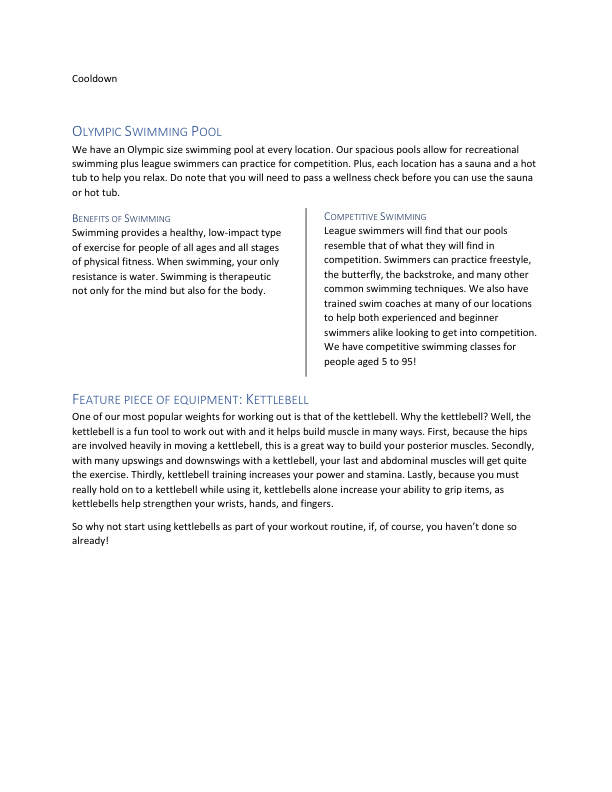 Cooldown
Olympic Swimming Pool
We have an Olympic size swimming pool at every location. Our spacious pools allow for recreational
swimming plus league swimmers can practice for competition. Plus, each location has a sauna and a hot
tub to help you relax. Do note that you will need to pass a wellness check before you can use the sauna
or hot tub.
Benefits of Swimming
Swimming provides a healthy, low-impact type
of exercise for people of all ages and all stages
of physical fitness. When swimming, your only
resistance is water. Swimming is therapeutic
not only for the mind but also for the body.
Competitive Swimming
League swimmers will find that our pools
resemble that of what they will find in
competition. Swimmers can practice freestyle,
the butterfly, the backstroke, and many other
common swimming techniques. We also have
trained swim coaches at many of our locations
to help both experienced and beginner
swimmers alike looking to get into competition.
We have competitive swimming classes for
people aged 5 to 95!
Feature piece of equipment: Kettlebell
One of our most popular weights for working out is that of the kettlebell. Why the kettlebell? Well, the
kettlebell is a fun tool to work out with and it helps build muscle in many ways. First, because the hips
are involved heavily in moving a kettlebell, this is a great way to build your posterior muscles. Secondly,
with many upswings and downswings with a kettlebell, your last and abdominal muscles will get quite
the exercise. Thirdly, kettlebell training increases your power and stamina. Lastly, because you must
really hold on to a kettlebell while using it, kettlebells alone increase your ability to grip items, as
kettlebells help strengthen your wrists, hands, and fingers.
So why not start using kettlebells as part of your workout routine, if, of course, you haven’t done so
already!